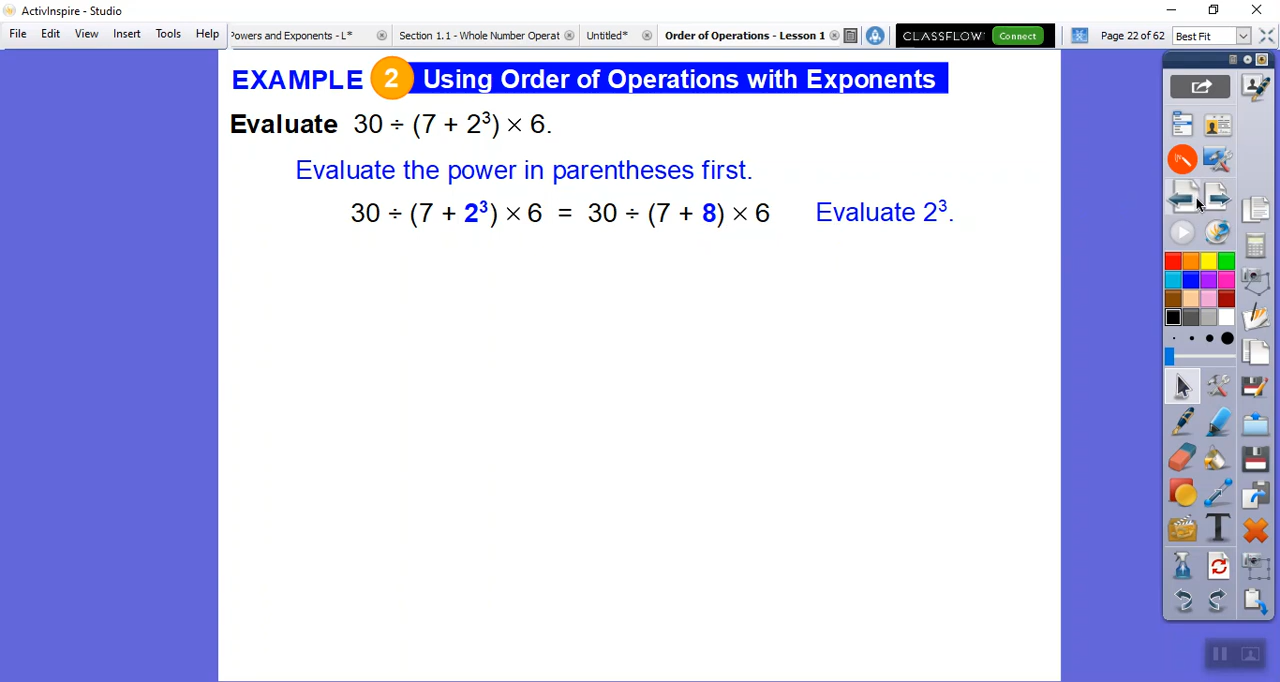 ActivInspire - Studio
File Edit View Insert Tools Help
Powers and Exponents - L*
Section 1.1 - Whole Number Operat
Untitled*
Order of Operations - Lesson 1
CLASSFLOW
Connect
Page 22 of 62
Best Fit
EXAMPLE 2 Using Order of Operations with Exponents
Evaluate 30 ÷ (7 + 2³) × 6.
Evaluate the power in parentheses first.
30 ÷ (7 + 2³) × 6 = 30 ÷ (7 + 8) × 6 Evaluate 2³.
T